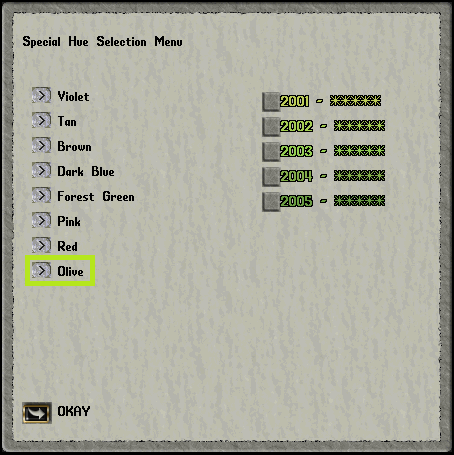 Special Hue Selection Menu
Violet
Tan
Brown
Dark Blue
Forest Green
Pink
Red
Olive
2001 - *****
2002 - *****
2003 - *****
2004 - *****
2005 - *****
OKAY